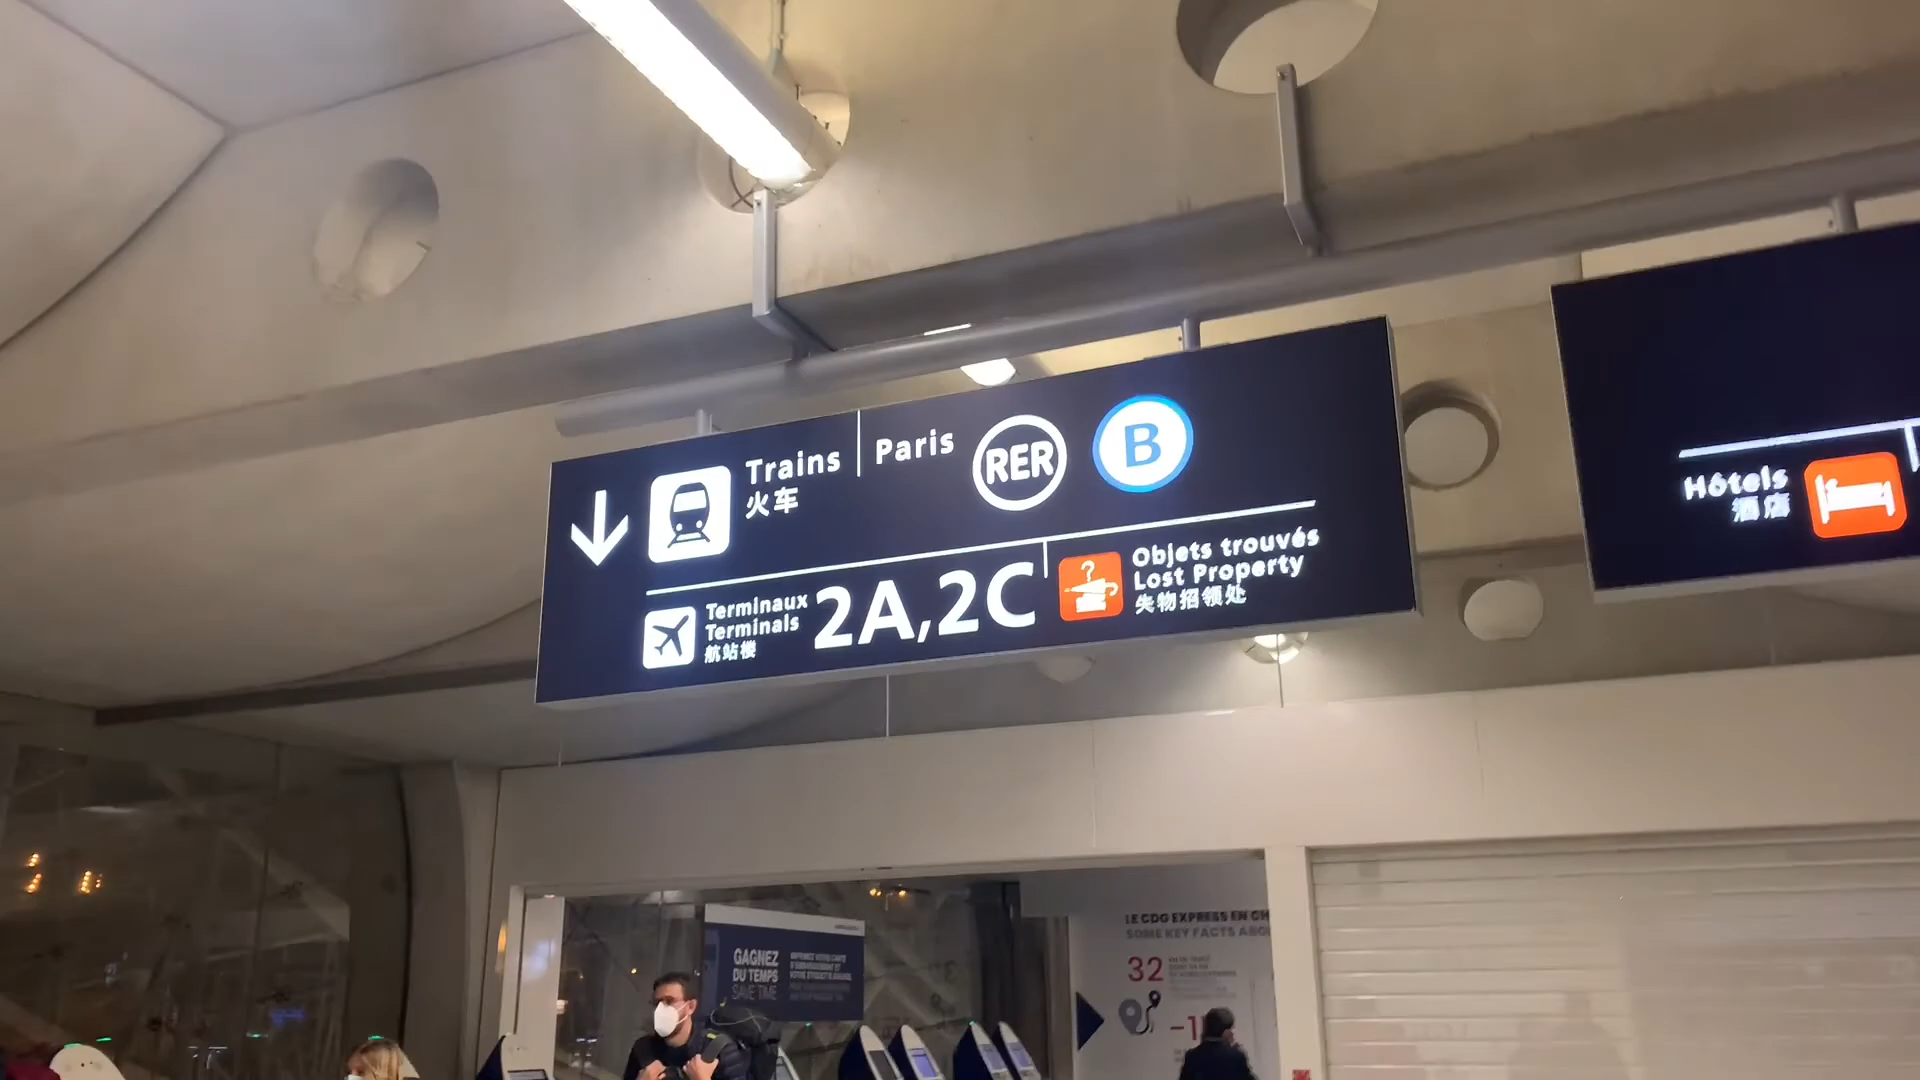 Trains
火车
Paris
RER
B
Terminaux
Terminals
航站楼
2A,2C
Objets trouvés
Lost Property
失物招领处
Hôtels
酒店
GAGNEZ
DU TEMPS
SAVE TIME
LE CDG EXPRESS EN CH
SOME KEY FACTS ABO
32